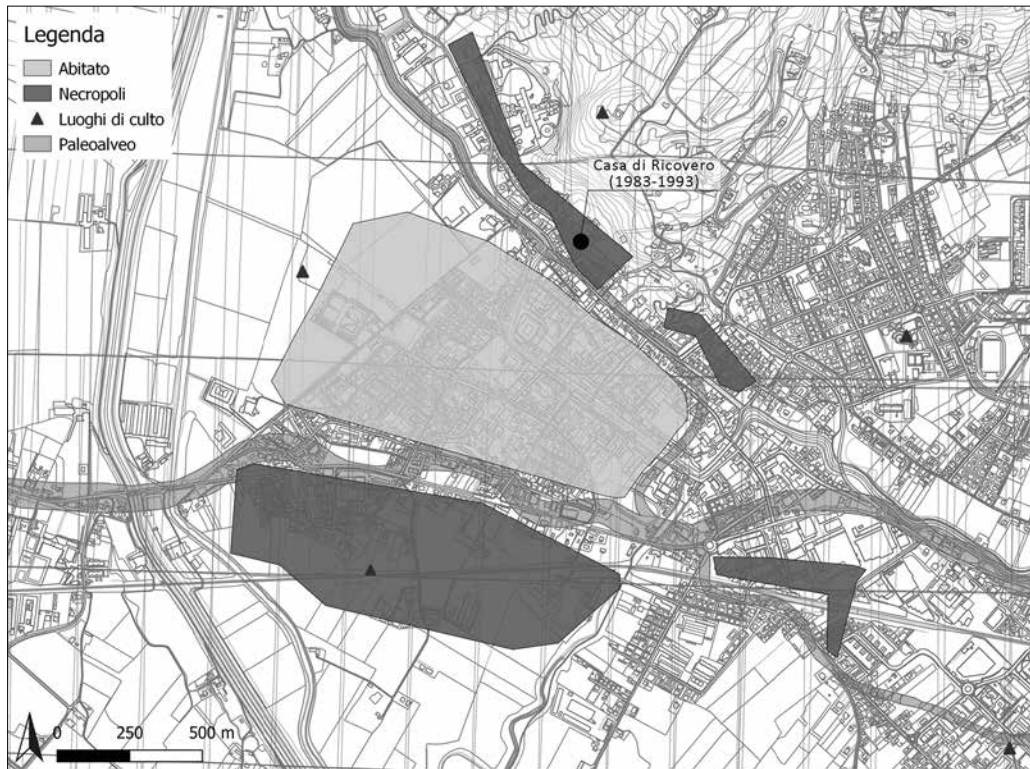 Legenda
Abitato
Necropoli
Luoghi di culto
Paleoalveo
Casa di Ricovero
(1983-1993)
0 250 500 m